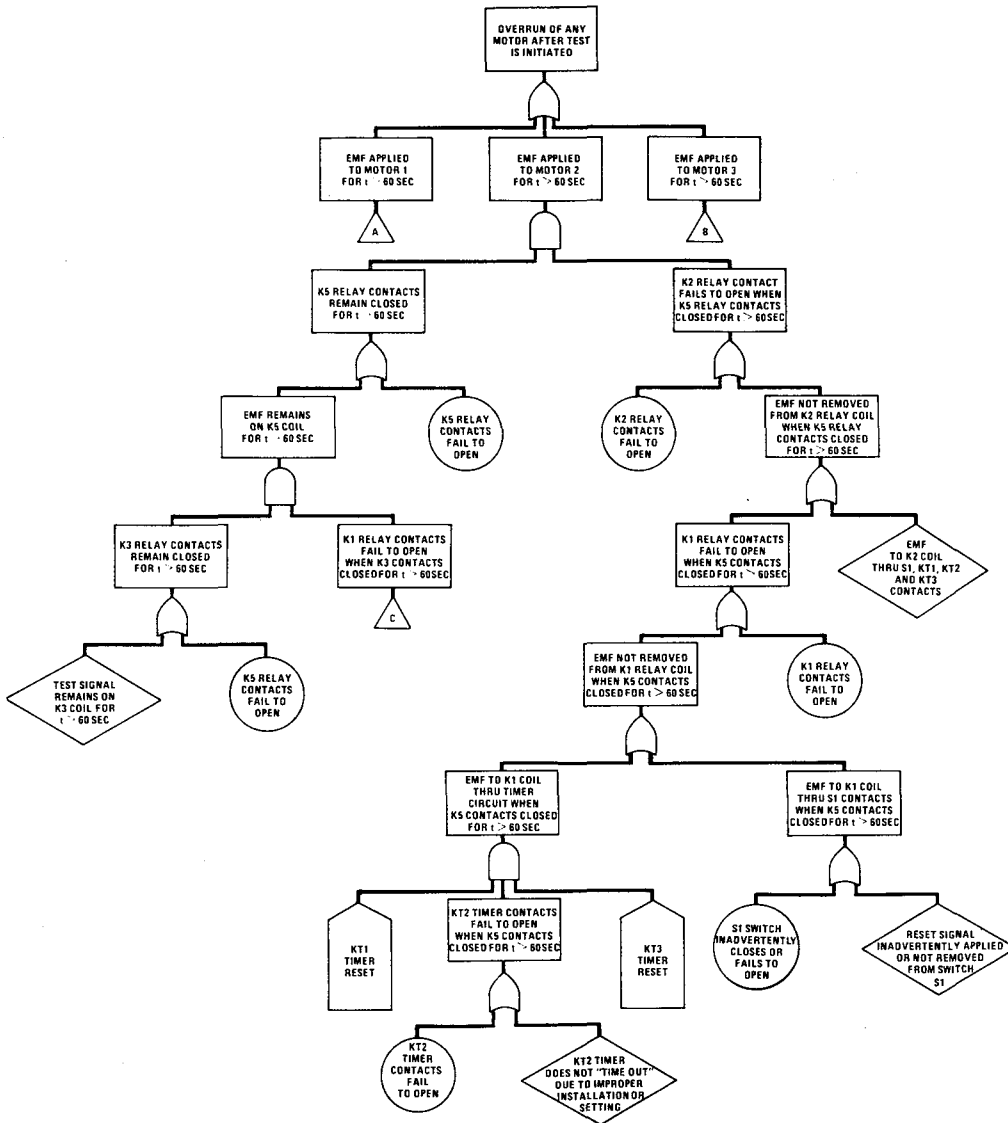 OVERRUN OF ANY
MOTOR AFTER TEST
IS INITIATED
EMF APPLIED
TO MOTOR 1
FOR t > 60 SEC
EMF APPLIED
TO MOTOR 2
FOR t > 60 SEC
EMF APPLIED
TO MOTOR 3
FOR t > 60 SEC
A
B
K5 RELAY CONTACTS
REMAIN CLOSED
FOR t > 60 SEC
K2 RELAY CONTACT
FAILS TO OPEN WHEN
K5 RELAY CONTACTS
CLOSED FOR t > 60 SEC
EMF REMAINS
ON K5 COIL
FOR t > 60 SEC
K5 RELAY
CONTACTS
FAIL TO
OPEN
K2 RELAY
CONTACTS
FAIL TO
OPEN
EMF NOT REMOVED
FROM K2 RELAY COIL
WHEN K5 RELAY
CONTACTS CLOSED
FOR t > 60 SEC
K3 RELAY CONTACTS
REMAIN CLOSED
FOR t > 60 SEC
K1 RELAY CONTACTS
FAIL TO OPEN
WHEN K3 CONTACTS
CLOSED FOR t > 60 SEC
K1 RELAY CONTACTS
FAIL TO OPEN
WHEN K5 CONTACTS
CLOSED FOR t > 60 SEC
EMF
TO K2 COIL
THRU S1, KT1, KT2
AND KT3
CONTACTS
C
TEST SIGNAL
REMAINS ON
K3 COIL FOR
t > 60 SEC
K5 RELAY
CONTACTS
FAIL TO
OPEN
EMF NOT REMOVED
FROM K1 RELAY COIL
WHEN K5 CONTACTS
CLOSED FOR t > 60 SEC
K1 RELAY
CONTACTS
FAIL TO
OPEN
EMF TO K1 COIL
THRU TIMER
CIRCUIT WHEN
K5 CONTACTS CLOSED
FOR t > 60 SEC
EMF TO K1 COIL
THRU S1 CONTACTS
WHEN K5 CONTACTS
CLOSED FOR t > 60 SEC
KT1
TIMER
RESET
KT2 TIMER CONTACTS
FAIL TO OPEN
WHEN K5 CONTACTS
CLOSED FOR t > 60 SEC
KT3
TIMER
RESET
S1 SWITCH
INADVERTENTLY
CLOSES OR
FAILS TO
OPEN
RESET SIGNAL
INADVERTENTLY APPLIED
OR NOT REMOVED
FROM SWITCH
S1
KT2
TIMER
CONTACTS
FAIL
TO OPEN
KT2 TIMER
DOES NOT "TIME OUT"
DUE TO IMPROPER
INSTALLATION OR
SETTING